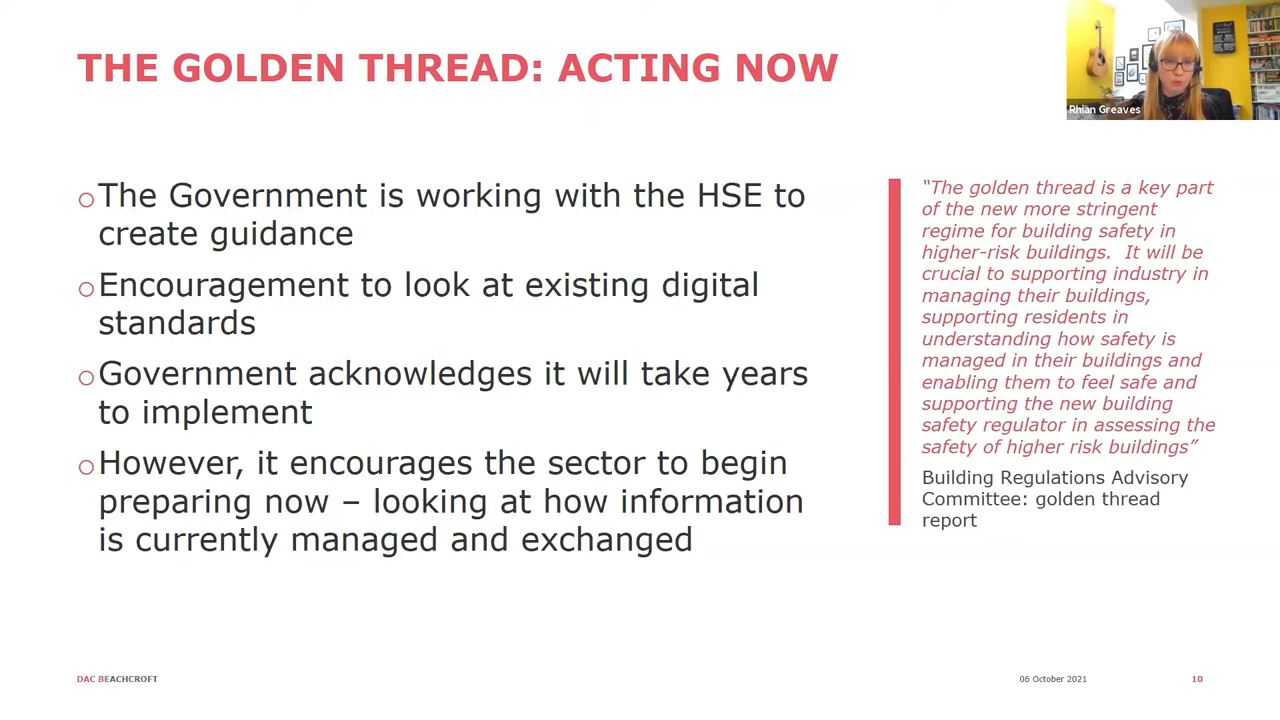 THE GOLDEN THREAD: ACTING NOW
Rhian Greaves
oThe Government is working with the HSE to
create guidance
oEncouragement to look at existing digital
standards
oGovernment acknowledges it will take years
to implement
oHowever, it encourages the sector to begin
preparing now – looking at how information
is currently managed and exchanged
“The golden thread is a key part
of the new more stringent
regime for building safety in
higher-risk buildings.  It will be
crucial to supporting industry in
managing their buildings,
supporting residents in
understanding how safety is
managed in their buildings and
enabling them to feel safe and
supporting the new building
safety regulator in assessing the
safety of higher risk buildings”
Building Regulations Advisory
Committee: golden thread
report
DAC BEACHCROFT
06 October 2021
10